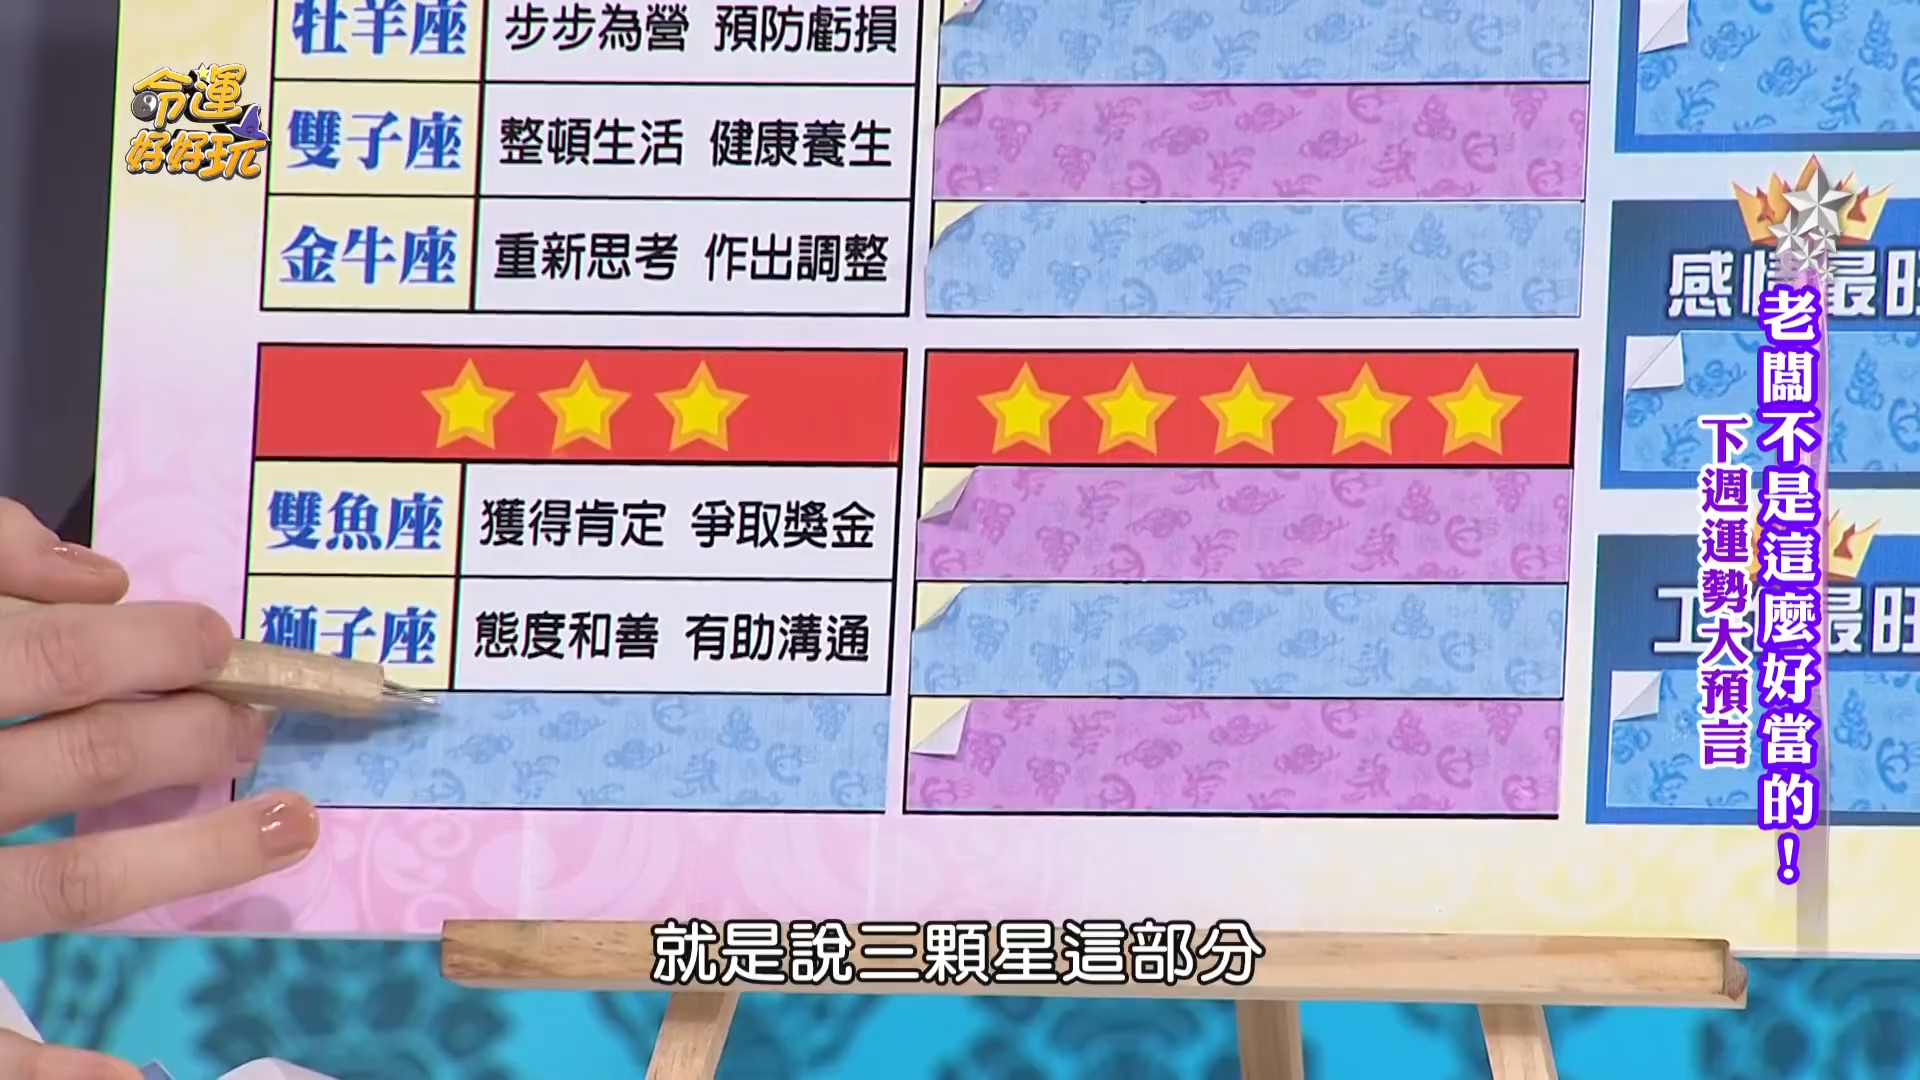 命運
好好玩
牡羊座 步步為營 預防虧損
雙子座 整頓生活 健康養生
金牛座 重新思考 作出調整
雙魚座 獲得肯定 爭取獎金
獅子座 態度和善 有助溝通
感情最旺
老闆不是這麼好當的！
下週運勢大預言
就是說三顆星這部分